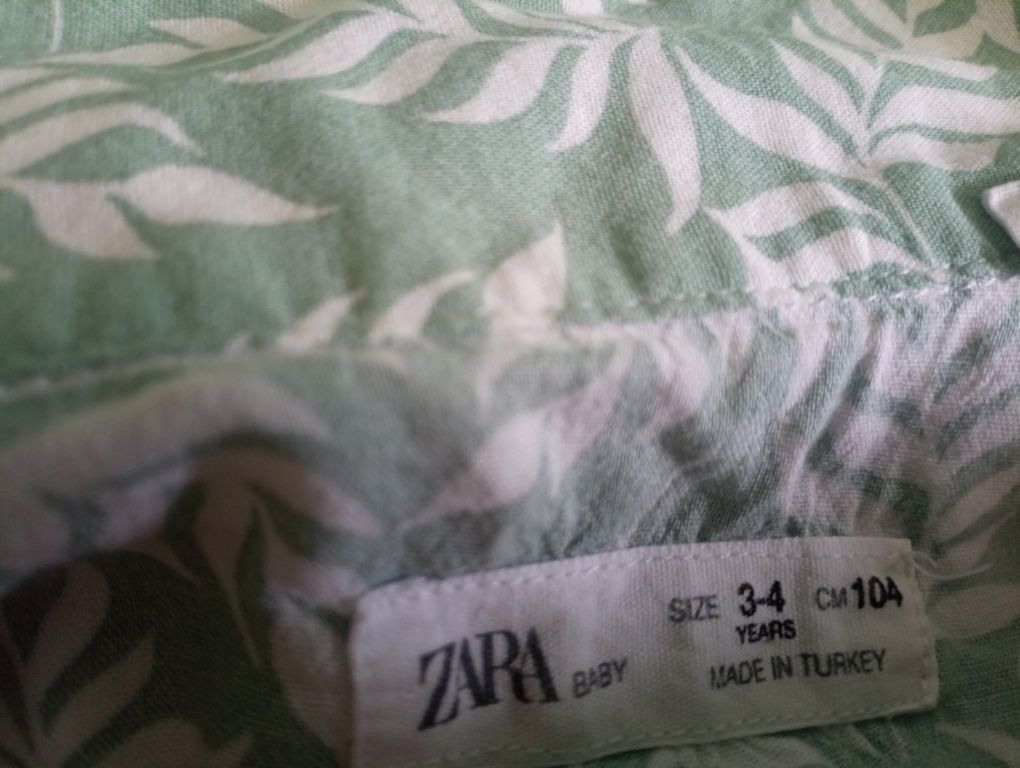 ZARA BABY
SIZE 3-4 CM 104
YEARS
MADE IN TURKEY